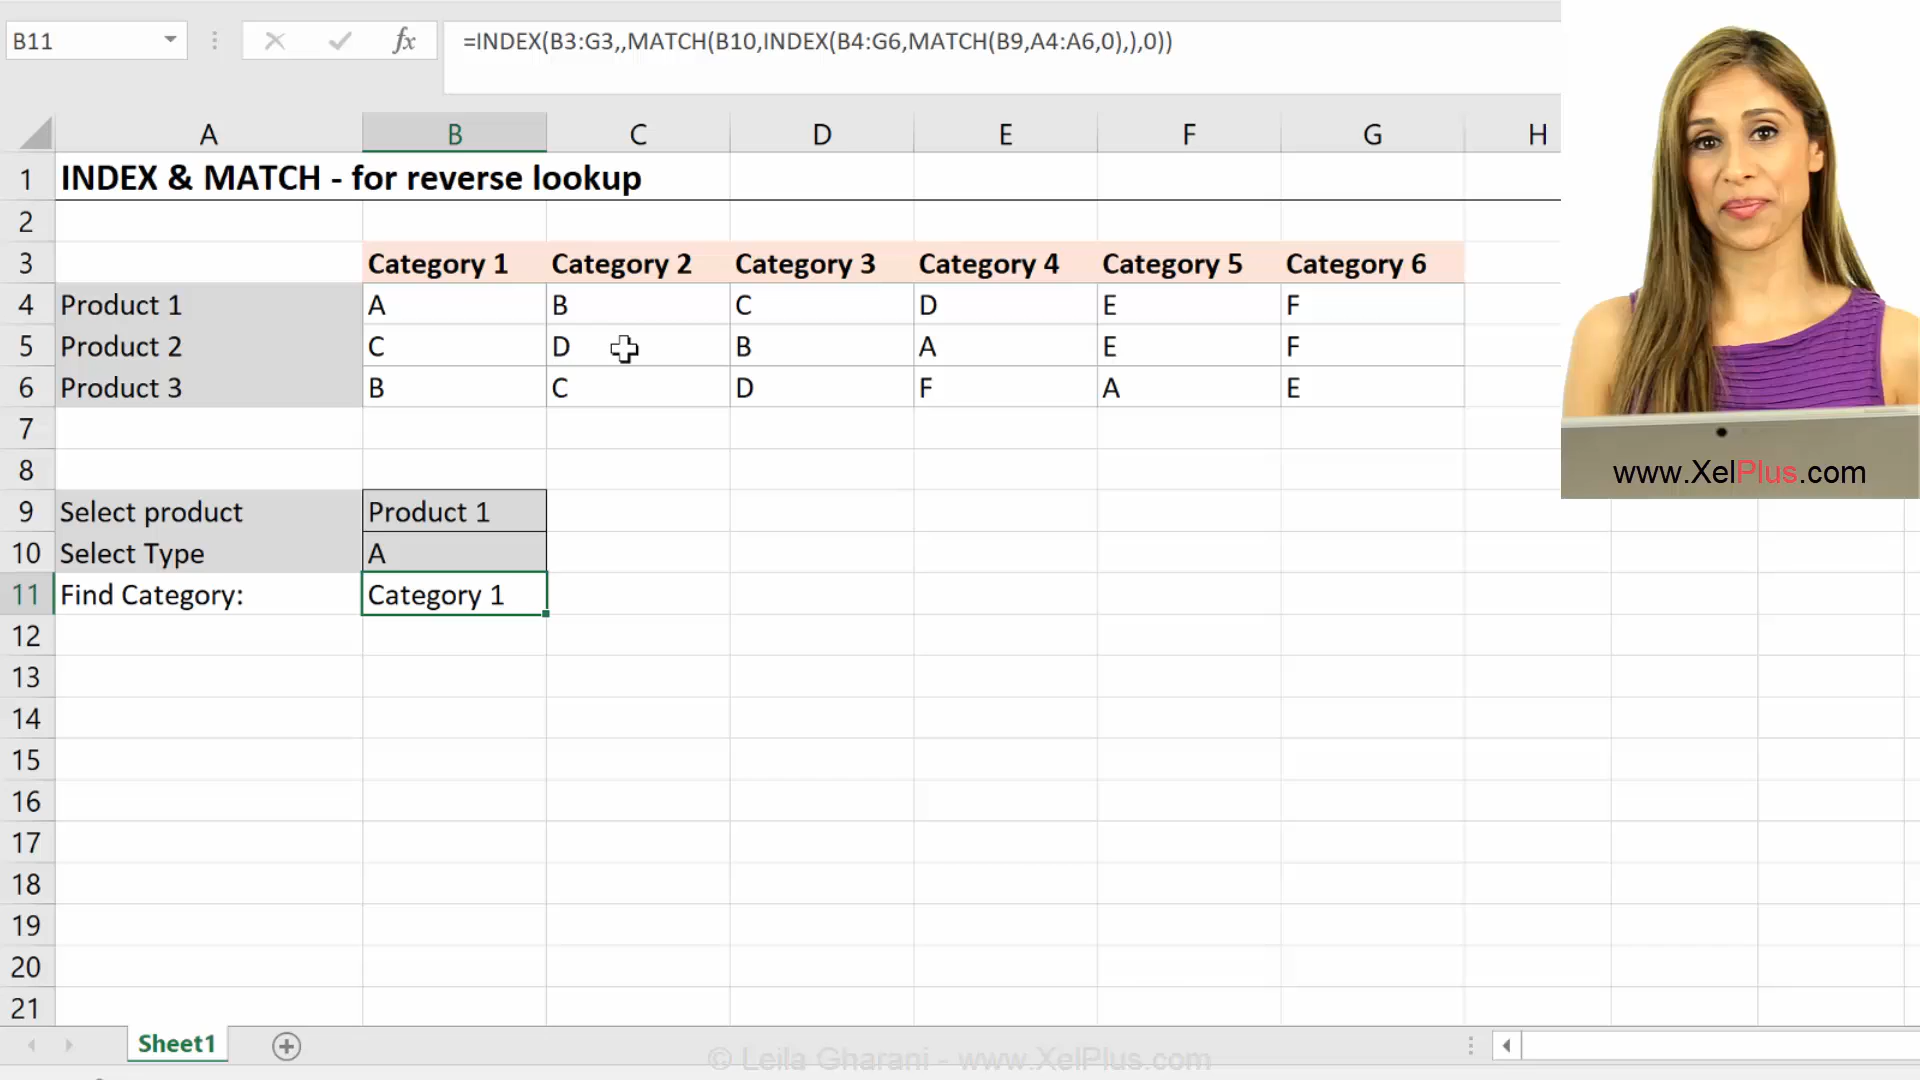 B11
fx
=INDEX(B3:G3,,MATCH(B10,INDEX(B4:G6,MATCH(B9,A4:A6,0),),0))
A B C D E F G H
1 INDEX & MATCH - for reverse lookup
2
3 Category 1 Category 2 Category 3 Category 4 Category 5 Category 6
4 Product 1 A B C D E F
5 Product 2 C D B A E F
6 Product 3 B C D F A E
7
8
www.XelPlus.com
9 Select product Product 1
10 Select Type A
11 Find Category: Category 1
12
13
14
15
16
17
18
19
20
21
Sheet1
© Leila Gharani - www.XelPlus.com